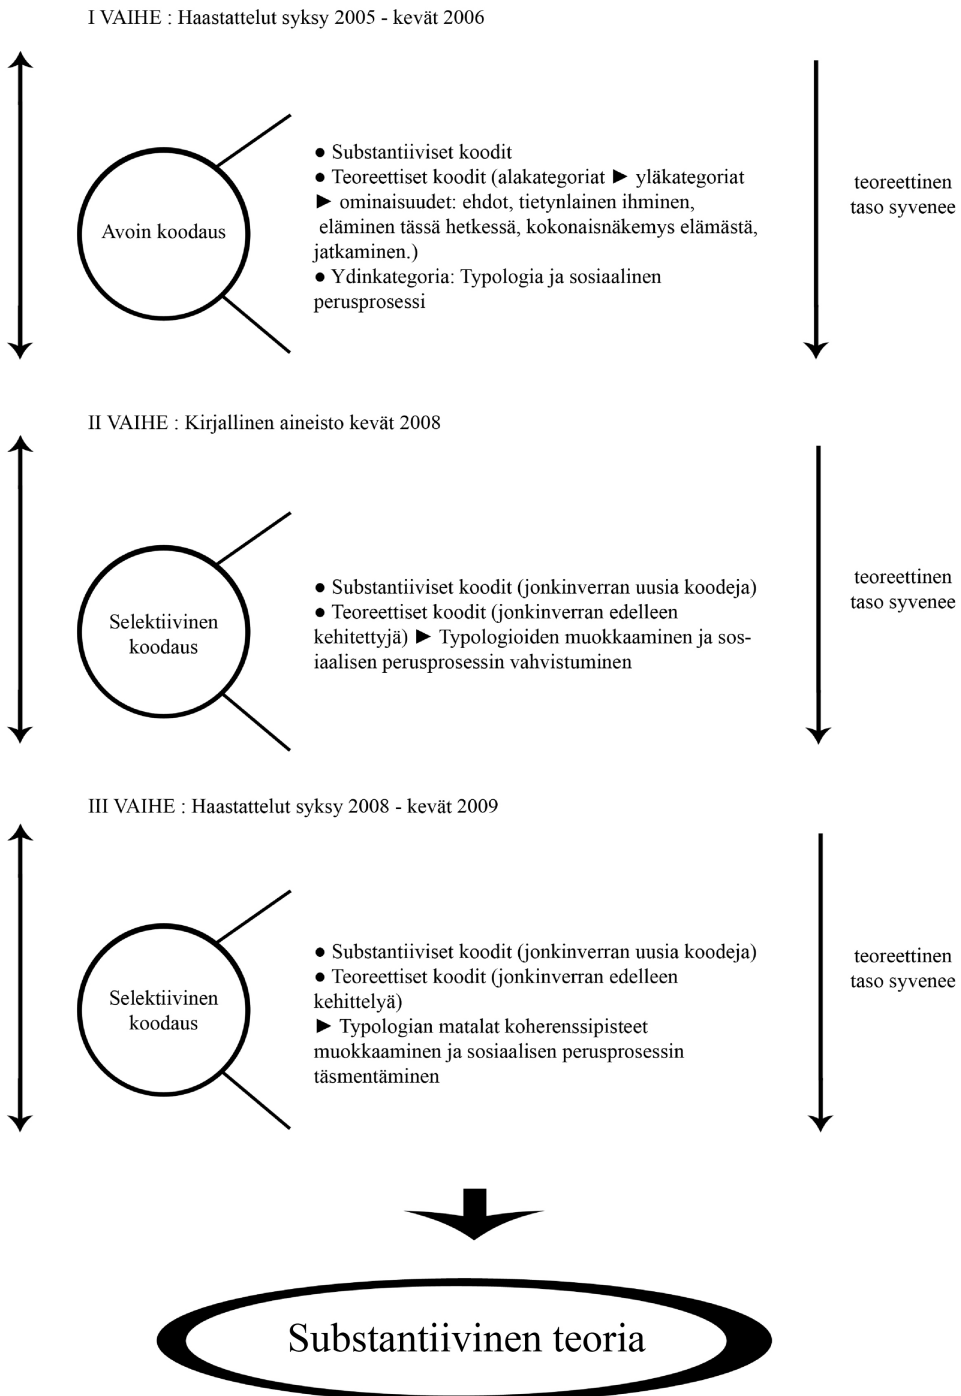 I VAIHE : Haastattelut syksy 2005 - kevät 2006
Avoin koodaus
● Substantiiviset koodit
● Teoreettiset koodit (alakategoriat ► yläkategoriat
► ominaisuudet: ehdot, tietynlainen ihminen,
eläminen tässä hetkessä, kokonaisnäkemys elämästä,
jatkaminen.)
● Ydinkategoria: Typologia ja sosiaalinen
perusprosessi
teoreettinen
taso syvenee
II VAIHE : Kirjallinen aineisto kevät 2008
Selektiivinen
koodaus
● Substantiiviset koodit (jonkinverran uusia koodeja)
● Teoreettiset koodit (jonkinverran edelleen
kehitettyjä) ► Typologioiden muokkaaminen ja sos-
iaalisen perusprosessin vahvistuminen
teoreettinen
taso syvenee
III VAIHE : Haastattelut syksy 2008 - kevät 2009
Selektiivinen
koodaus
● Substantiiviset koodit (jonkinverran uusia koodeja)
● Teoreettiset koodit (jonkinverran edelleen
kehittelyä)
► Typologian matalat koherenssipisteet
muokkaaminen ja sosiaalisen perusprosessin
täsmentäminen
teoreettinen
taso syvenee
Substantiivinen teoria